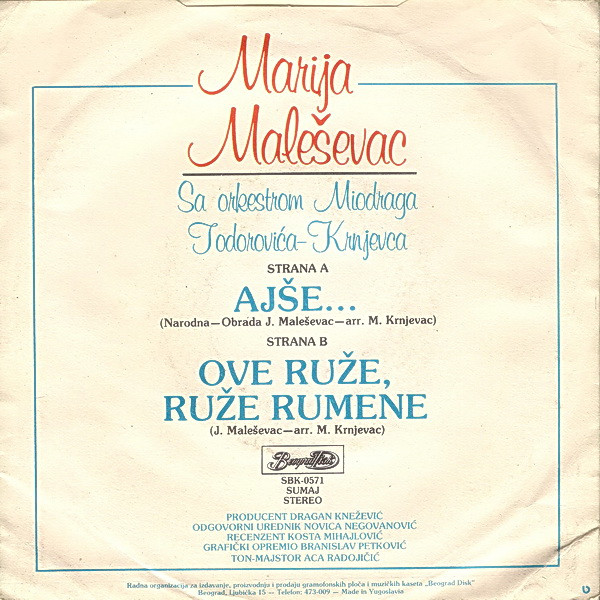 Marija
Maleševac
Sa orkestrom Miodraga
Todorovića-Krnjevca
STRANA A
AJŠE...
(Narodna—Obrada J. Maleševac—arr. M. Krnjevac)
STRANA B
OVE RUŽE,
RUŽE RUMENE
(J. Maleševac—arr. M. Krnjevac)
Beograd Disk
SBK-0571
SUMAJ
STEREO
PRODUCENT DRAGAN KNEŽEVIĆ
ODGOVORNI UREDNIK NOVICA NEGOVANOVIĆ
RECENZENT KOSTA MIHAJLOVIĆ
GRAFIČKI OPREMIO BRANISLAV PETKOVIĆ
TON-MAJSTOR ACA RADOJIČIĆ
Radna organizacija za izdavanje, proizvodnju i prodaju gramofonskih ploča i muzičkih kaseta „Beograd Disk"
Beograd, Ljubička 15 — Telefon: 473-009 — Made in Yugoslavia